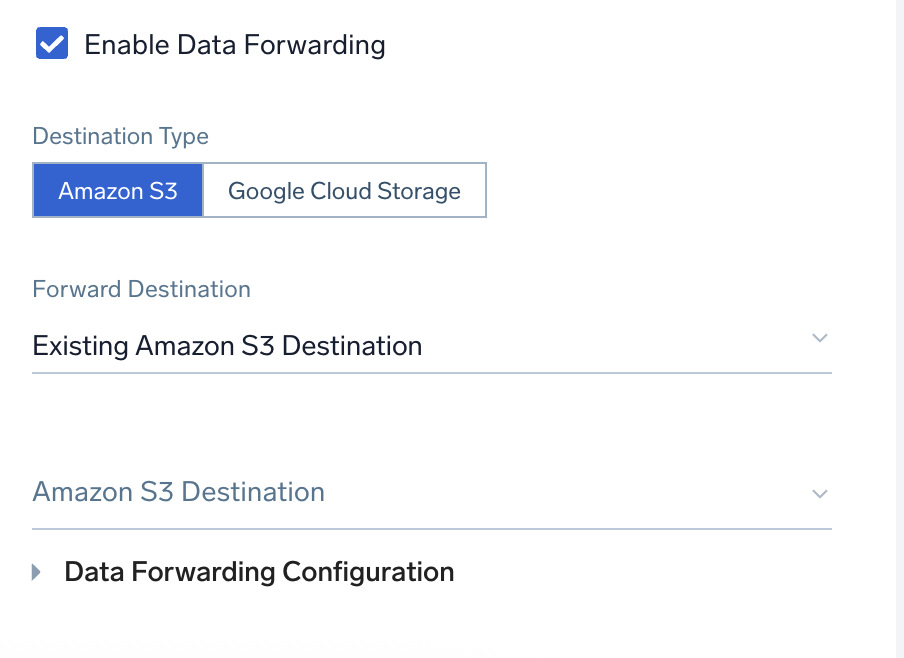 Enable Data Forwarding
Destination Type
Amazon S3 Google Cloud Storage
Forward Destination
Existing Amazon S3 Destination
Amazon S3 Destination
Data Forwarding Configuration